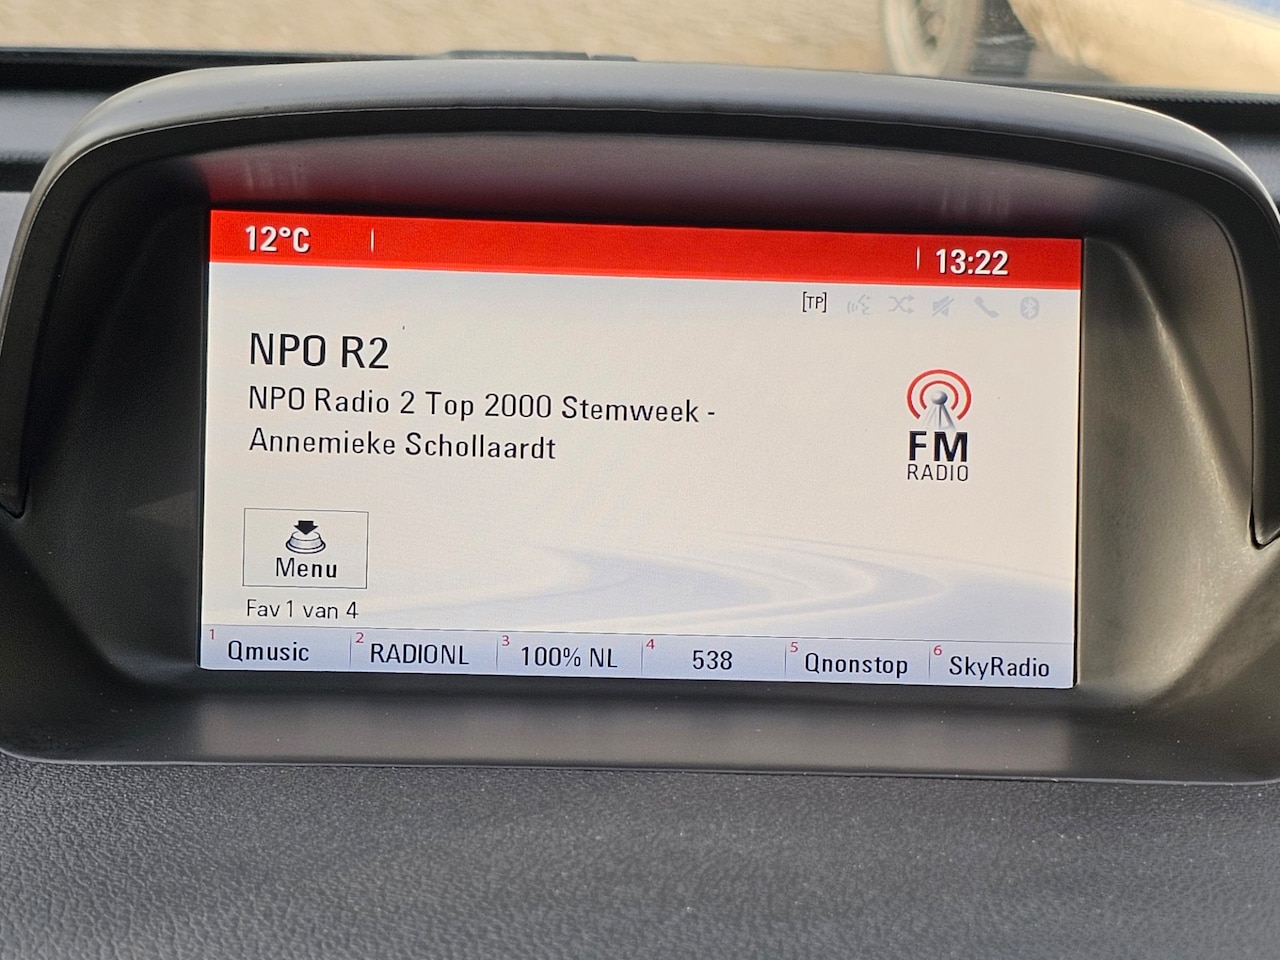 12°C
13:22
[TP]
NPO R2
NPO Radio 2 Top 2000 Stemweek -
Annemieke Schollaardt
FM
RADIO
Menu
Fav 1 van 4
1 Qmusic 2 RADIONL 3 100% NL 4 538 5 Qnonstop 6 SkyRadio